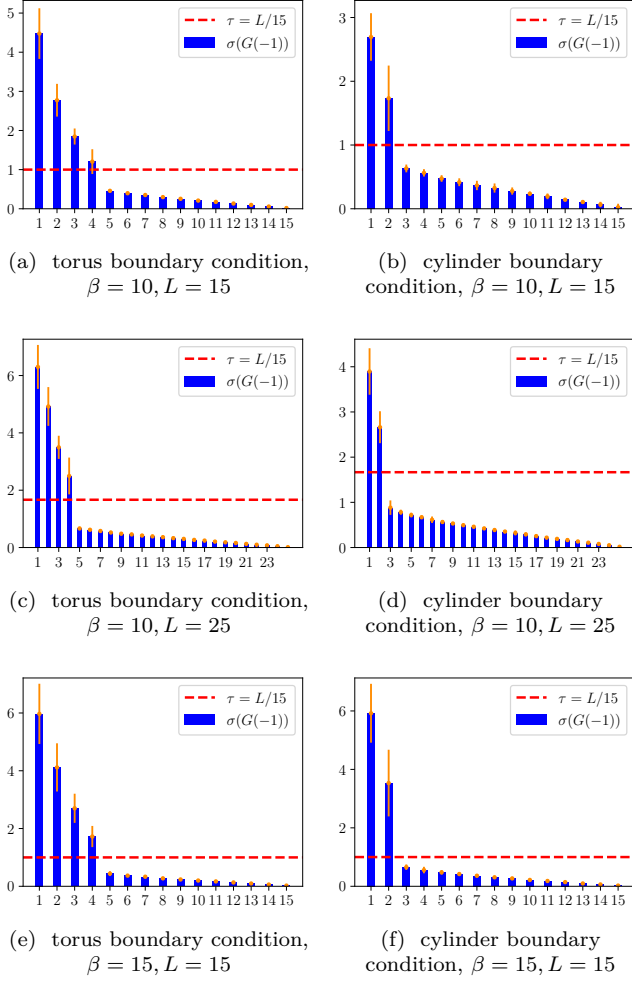 5
4
3
2
1
0
τ = L/15
σ(G(−1))
1 2 3 4 5 6 7 8 9 10 11 12 13 14 15
(a) torus boundary condition,
β = 10, L = 15
3
2
1
0
τ = L/15
σ(G(−1))
1 2 3 4 5 6 7 8 9 10 11 12 13 14 15
(b) cylinder boundary
condition, β = 10, L = 15
6
4
2
0
τ = L/15
σ(G(−1))
1 3 5 7 9 11 13 15 17 19 21 23
(c) torus boundary condition,
β = 10, L = 25
4
3
2
1
0
τ = L/15
σ(G(−1))
1 3 5 7 9 11 13 15 17 19 21 23
(d) cylinder boundary
condition, β = 10, L = 25
6
4
2
0
τ = L/15
σ(G(−1))
1 2 3 4 5 6 7 8 9 10 11 12 13 14 15
(e) torus boundary condition,
β = 15, L = 15
6
4
2
0
τ = L/15
σ(G(−1))
1 2 3 4 5 6 7 8 9 10 11 12 13 14 15
(f) cylinder boundary
condition, β = 15, L = 15